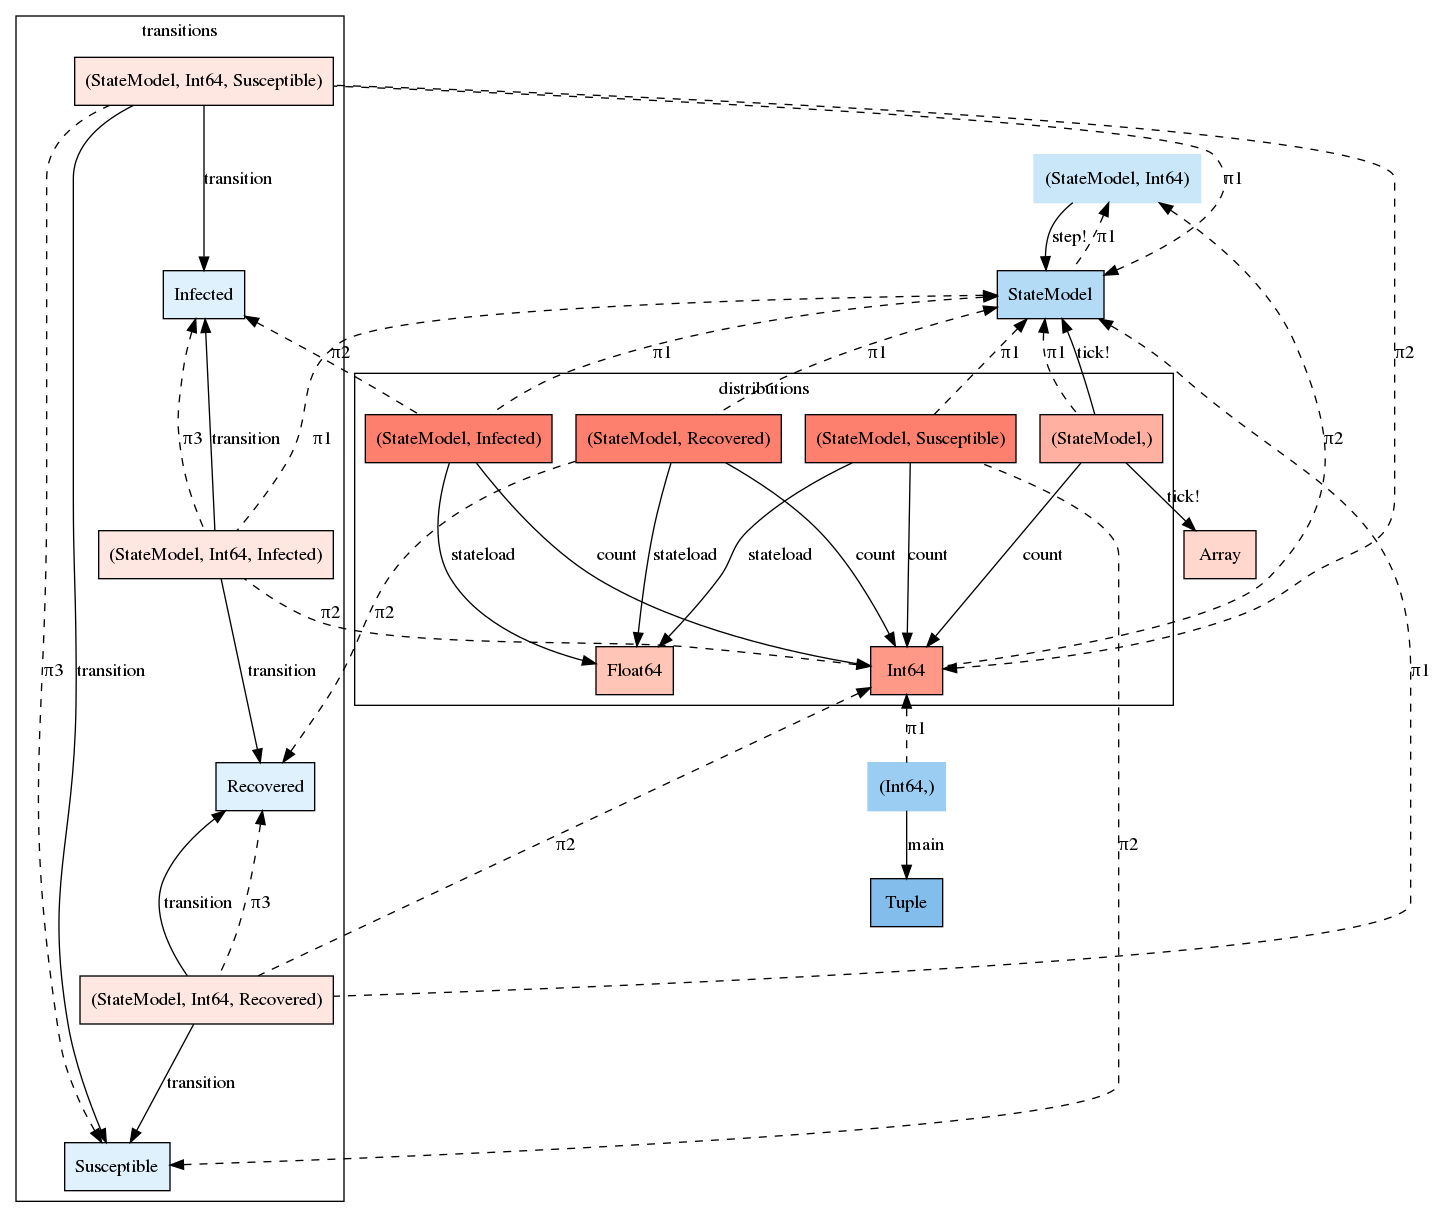 transitions
(StateModel, Int64, Susceptible)
transition
(StateModel, Int64)
π1
step!
π1
Infected
StateModel
π2
π1
π1
π1
π1
tick!
π2
distributions
(StateModel, Infected)
(StateModel, Recovered)
(StateModel, Susceptible)
(StateModel,)
π3
transition
π1
π2
tick!
(StateModel, Int64, Infected)
stateload
count
stateload
stateload
count
count
count
Array
π2
π2
π3
transition
transition
Float64
Int64
π1
π1
Recovered
(Int64,)
π2
main
π2
transition
π3
Tuple
(StateModel, Int64, Recovered)
transition
Susceptible